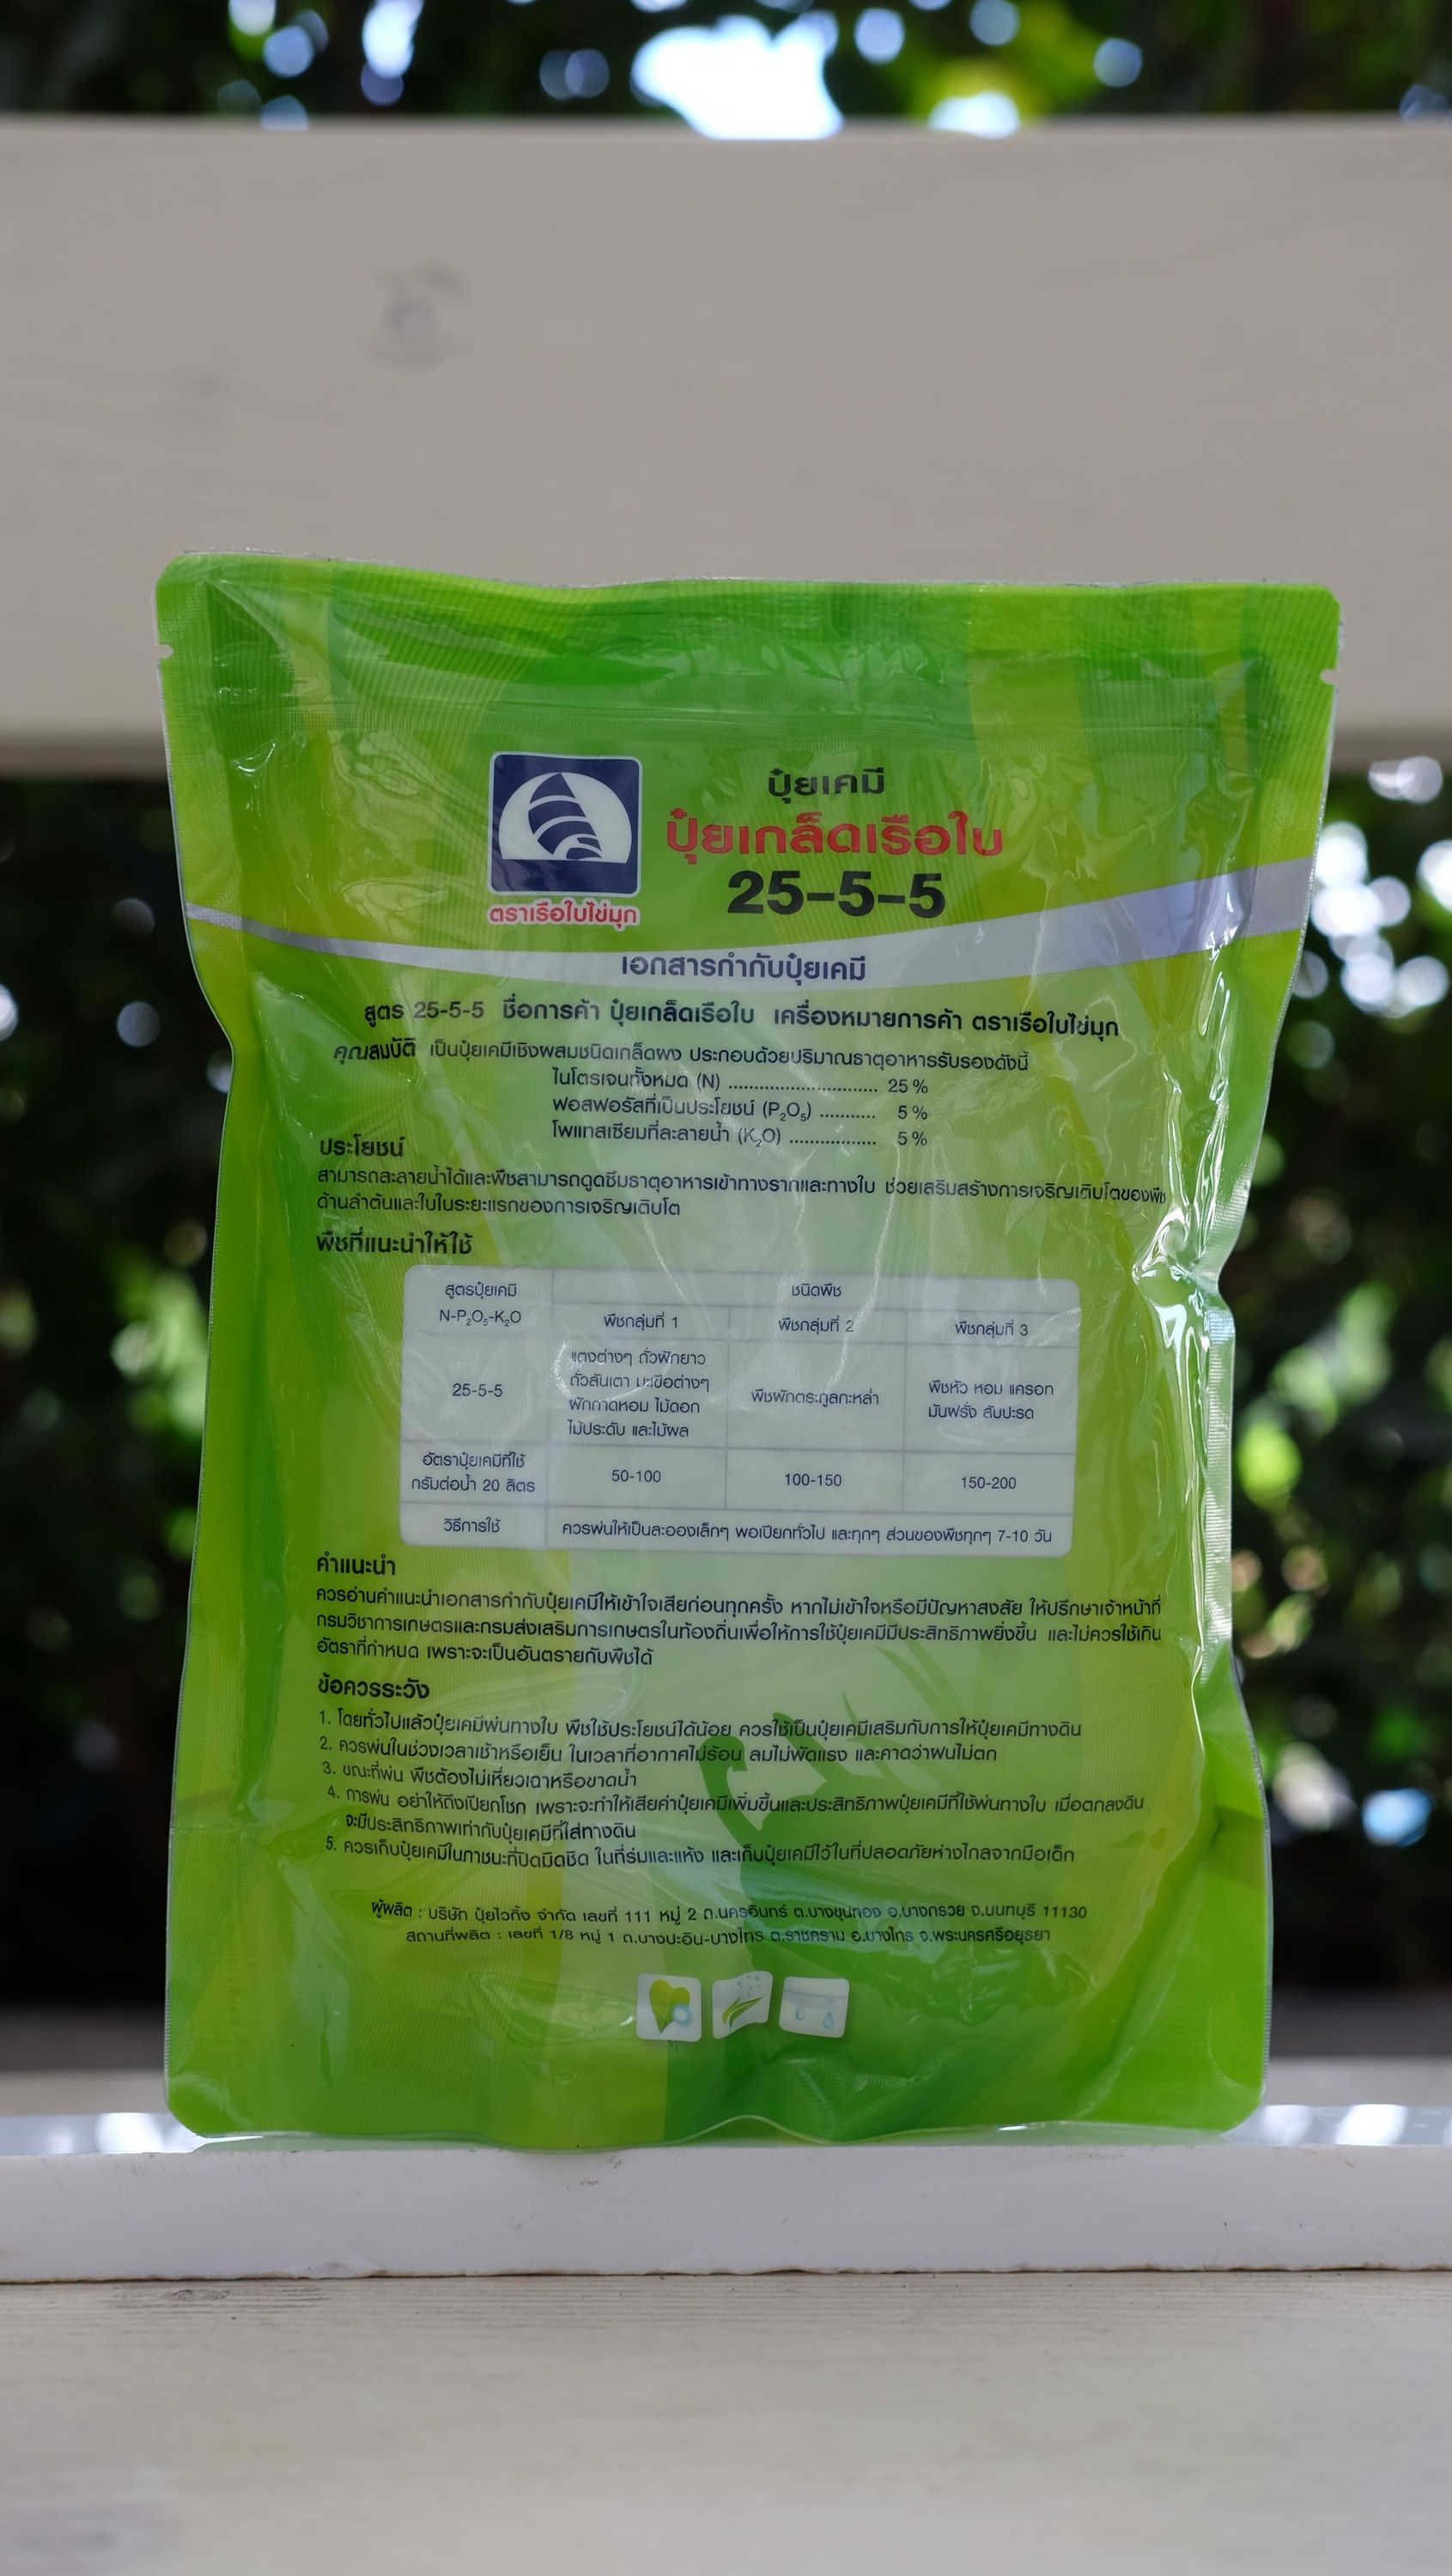 ปุ๋ยเคมี
ปุ๋ยเกล็ดเรือใบ
25-5-5
ตราเรือใบไข่มุก
เอกสารกำกับปุ๋ยเคมี
สูตร 25-5-5 ชื่อการค้า ปุ๋ยเกล็ดเรือใบ เครื่องหมายการค้า ตราเรือใบไข่มุก
คุณสมบัติ เป็นปุ๋ยเคมีเชิงผสมชนิดเกล็ดผง ประกอบด้วยปริมาณธาตุอาหารรับรองดังนี้
ไนโตรเจนทั้งหมด (N) ............................ 25 %
ฟอสฟอรัสที่เป็นประโยชน์ (P₂O₅) ........... 5 %
โพแทสเซียมที่ละลายน้ำ (K₂O) ................. 5 %
ประโยชน์
สามารถละลายน้ำได้และพืชสามารถดูดซึมธาตุอาหารเข้าทางรากและทางใบ ช่วยเสริมสร้างการเจริญเติบโตของพืช
ด้านลำต้นและใบในระยะแรกของการเจริญเติบโต
พืชที่แนะนำให้ใช้
สูตรปุ๋ยเคมี ชนิดพืช
N-P₂O₅-K₂O พืชกลุ่มที่ 1 พืชกลุ่มที่ 2 พืชกลุ่มที่ 3
แตงต่างๆ ถั่วฝักยาว
25-5-5 ถั่วลันเตา มะเขือต่างๆ พืชผักตระกูลกะหล่ำ พืชหัว หอม แครอท
ผักกาดหอม ไม้ดอก มันฝรั่ง สับปะรด
ไม้ประดับ และไม้ผล
อัตราปุ๋ยเคมีที่ใช้
กรัมต่อน้ำ 20 ลิตร 50-100 100-150 150-200
วิธีการใช้ ควรพ่นให้เป็นละอองเล็กๆ พอเปียกทั่วไป และทุกๆ ส่วนของพืชทุกๆ 7-10 วัน
คำแนะนำ
ควรอ่านคำแนะนำเอกสารกำกับปุ๋ยเคมีให้เข้าใจเสียก่อนทุกครั้ง หากไม่เข้าใจหรือมีปัญหาสงสัย ให้ปรึกษาเจ้าหน้าที่
กรมวิชาการเกษตรและกรมส่งเสริมการเกษตรในท้องถิ่นเพื่อให้การใช้ปุ๋ยเคมีมีประสิทธิภาพยิ่งขึ้น และไม่ควรใช้เกิน
อัตราที่กำหนด เพราะจะเป็นอันตรายกับพืชได้
ข้อควรระวัง
1. โดยทั่วไปแล้วปุ๋ยเคมีพ่นทางใบ พืชใช้ประโยชน์ได้น้อย ควรใช้เป็นปุ๋ยเคมีเสริมกับการให้ปุ๋ยเคมีทางดิน
2. ควรพ่นในช่วงเวลาเช้าหรือเย็น ในเวลาที่อากาศไม่ร้อน ลมไม่พัดแรง และคาดว่าฝนไม่ตก
3. ขณะที่พ่น พืชต้องไม่เหี่ยวเฉาหรือขาดน้ำ
4. การพ่น อย่าให้ถึงเปียกโชก เพราะจะทำให้เสียค่าปุ๋ยเคมีเพิ่มขึ้นและประสิทธิภาพปุ๋ยเคมีที่ใช้พ่นทางใบ เมื่อตกลงดิน
จะมีประสิทธิภาพเท่ากับปุ๋ยเคมีที่ใส่ทางดิน
5. ควรเก็บปุ๋ยเคมีในภาชนะที่ปิดมิดชิด ในที่ร่มและแห้ง และเก็บปุ๋ยเคมีไว้ในที่ปลอดภัยห่างไกลจากมือเด็ก
ผู้ผลิต : บริษัท ปุ๋ยไวกิ้ง จำกัด เลขที่ 111 หมู่ 2 ถ.นครอินทร์ ต.บางขุนกอง อ.บางกรวย จ.นนทบุรี 11130
สถานที่ผลิต : เลขที่ 1/8 หมู่ 1 ถ.บางปะอิน-บางไทร ต.ราชคราม อ.บางไทร จ.พระนครศรีอยุธยา